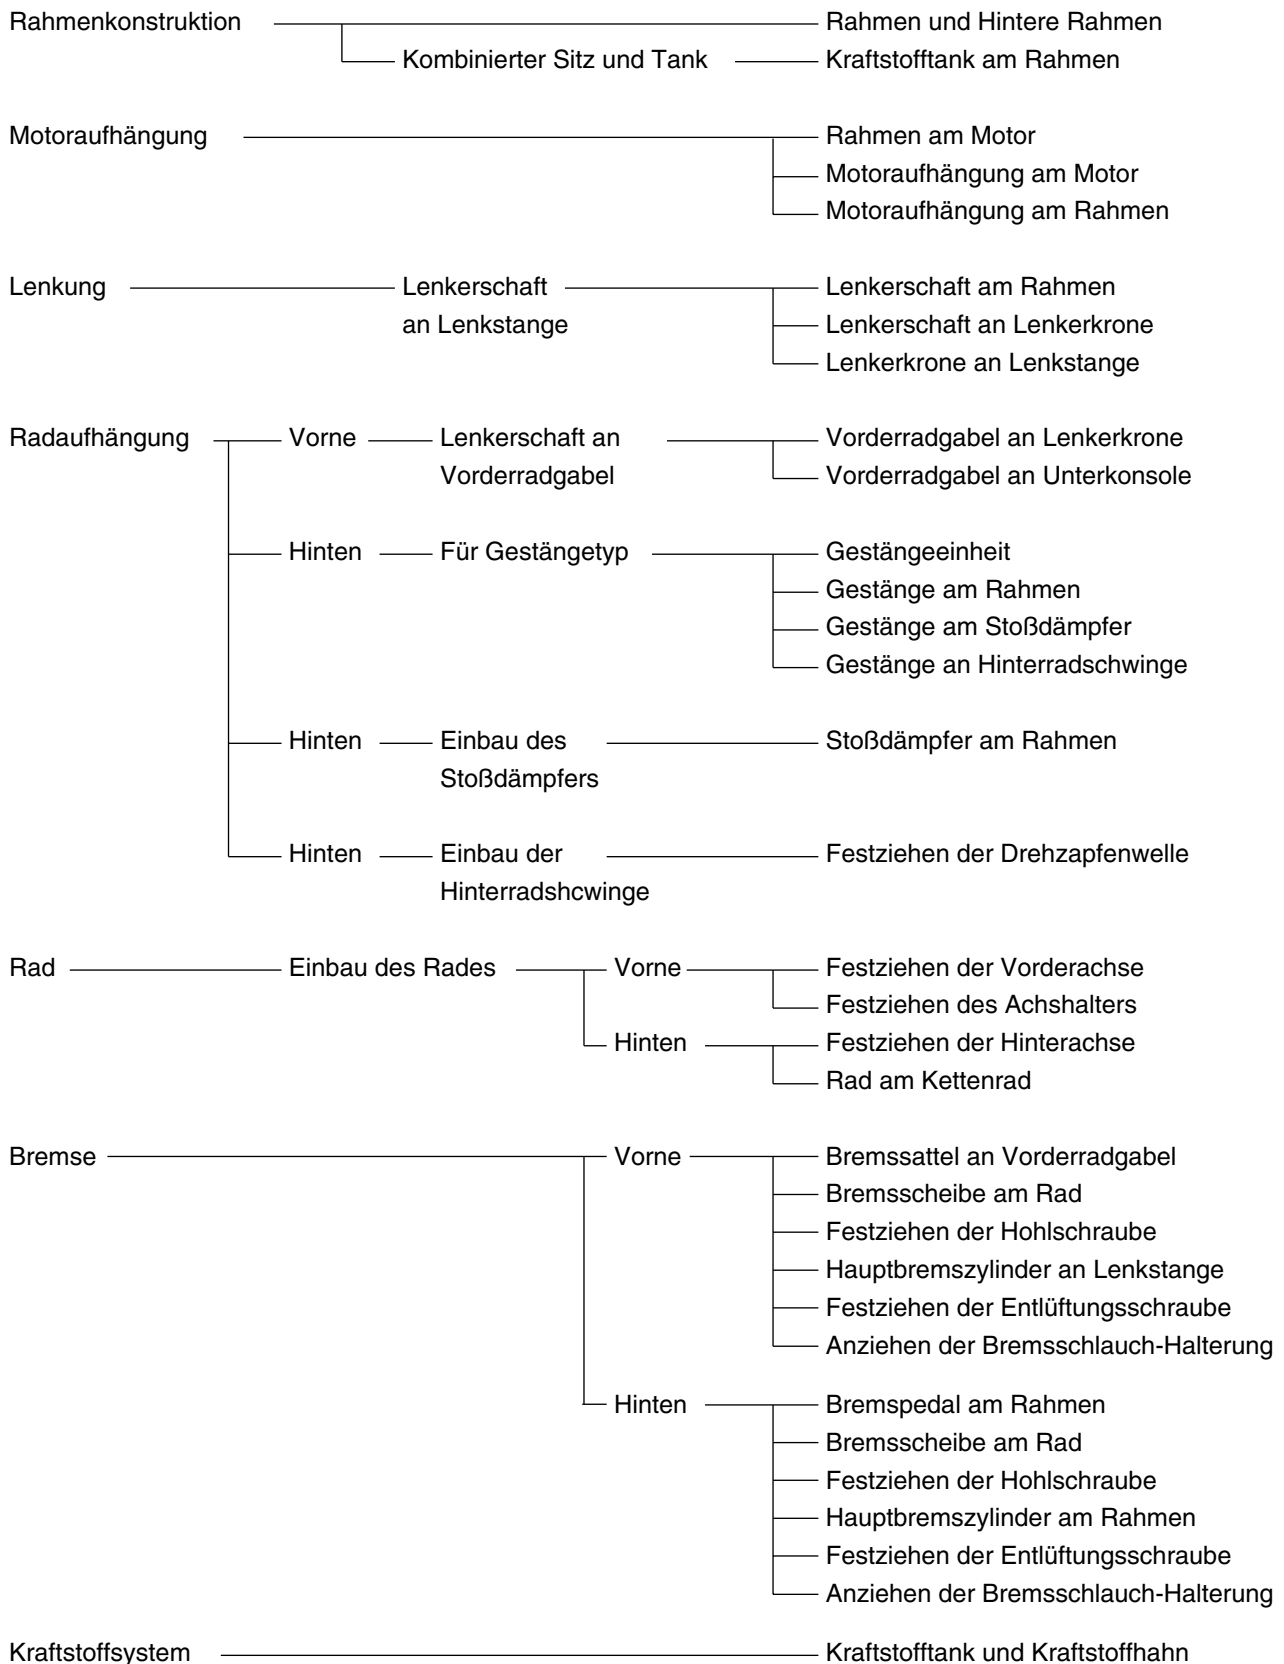 Rahmenkonstruktion Rahmen und Hintere Rahmen
Kombinierter Sitz und Tank Kraftstofftank am Rahmen
Motoraufhängung Rahmen am Motor
Motoraufhängung am Motor
Motoraufhängung am Rahmen
Lenkung Lenkerschaft Lenkerschaft am Rahmen
an Lenkstange Lenkerschaft an Lenkerkrone
Lenkerkrone an Lenkstange
Radaufhängung Vorne Lenkerschaft an Vorderradgabel an Lenkerkrone
Vorderradgabel Vorderradgabel an Unterkonsole
Hinten Für Gestängetyp Gestängeeinheit
Gestänge am Rahmen
Gestänge am Stoßdämpfer
Gestänge an Hinterradschwinge
Hinten Einbau des Stoßdämpfer am Rahmen
Stoßdämpfers
Hinten Einbau der Festziehen der Drehzapfenwelle
Hinterradshcwinge
Rad Einbau des Rades Vorne Festziehen der Vorderachse
Festziehen des Achshalters
Hinten Festziehen der Hinterachse
Rad am Kettenrad
Bremse Vorne Bremssattel an Vorderradgabel
Bremsscheibe am Rad
Festziehen der Hohlschraube
Hauptbremszylinder an Lenkstange
Festziehen der Entlüftungsschraube
Anziehen der Bremsschlauch-Halterung
Hinten Bremspedal am Rahmen
Bremsscheibe am Rad
Festziehen der Hohlschraube
Hauptbremszylinder am Rahmen
Festziehen der Entlüftungsschraube
Anziehen der Bremsschlauch-Halterung
Kraftstoffsystem Kraftstofftank und Kraftstoffhahn